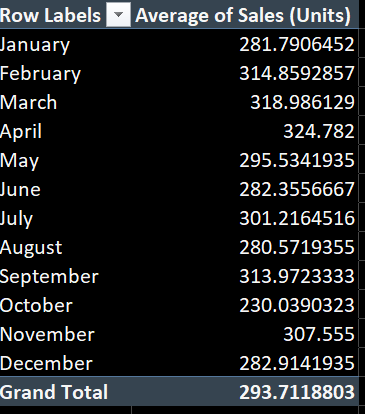 Row Labels Average of Sales (Units)
January 281.7906452
February 314.8592857
March 318.986129
April 324.782
May 295.5341935
June 282.3556667
July 301.2164516
August 280.5719355
September 313.9723333
October 230.0390323
November 307.555
December 282.9141935
Grand Total 293.7118803